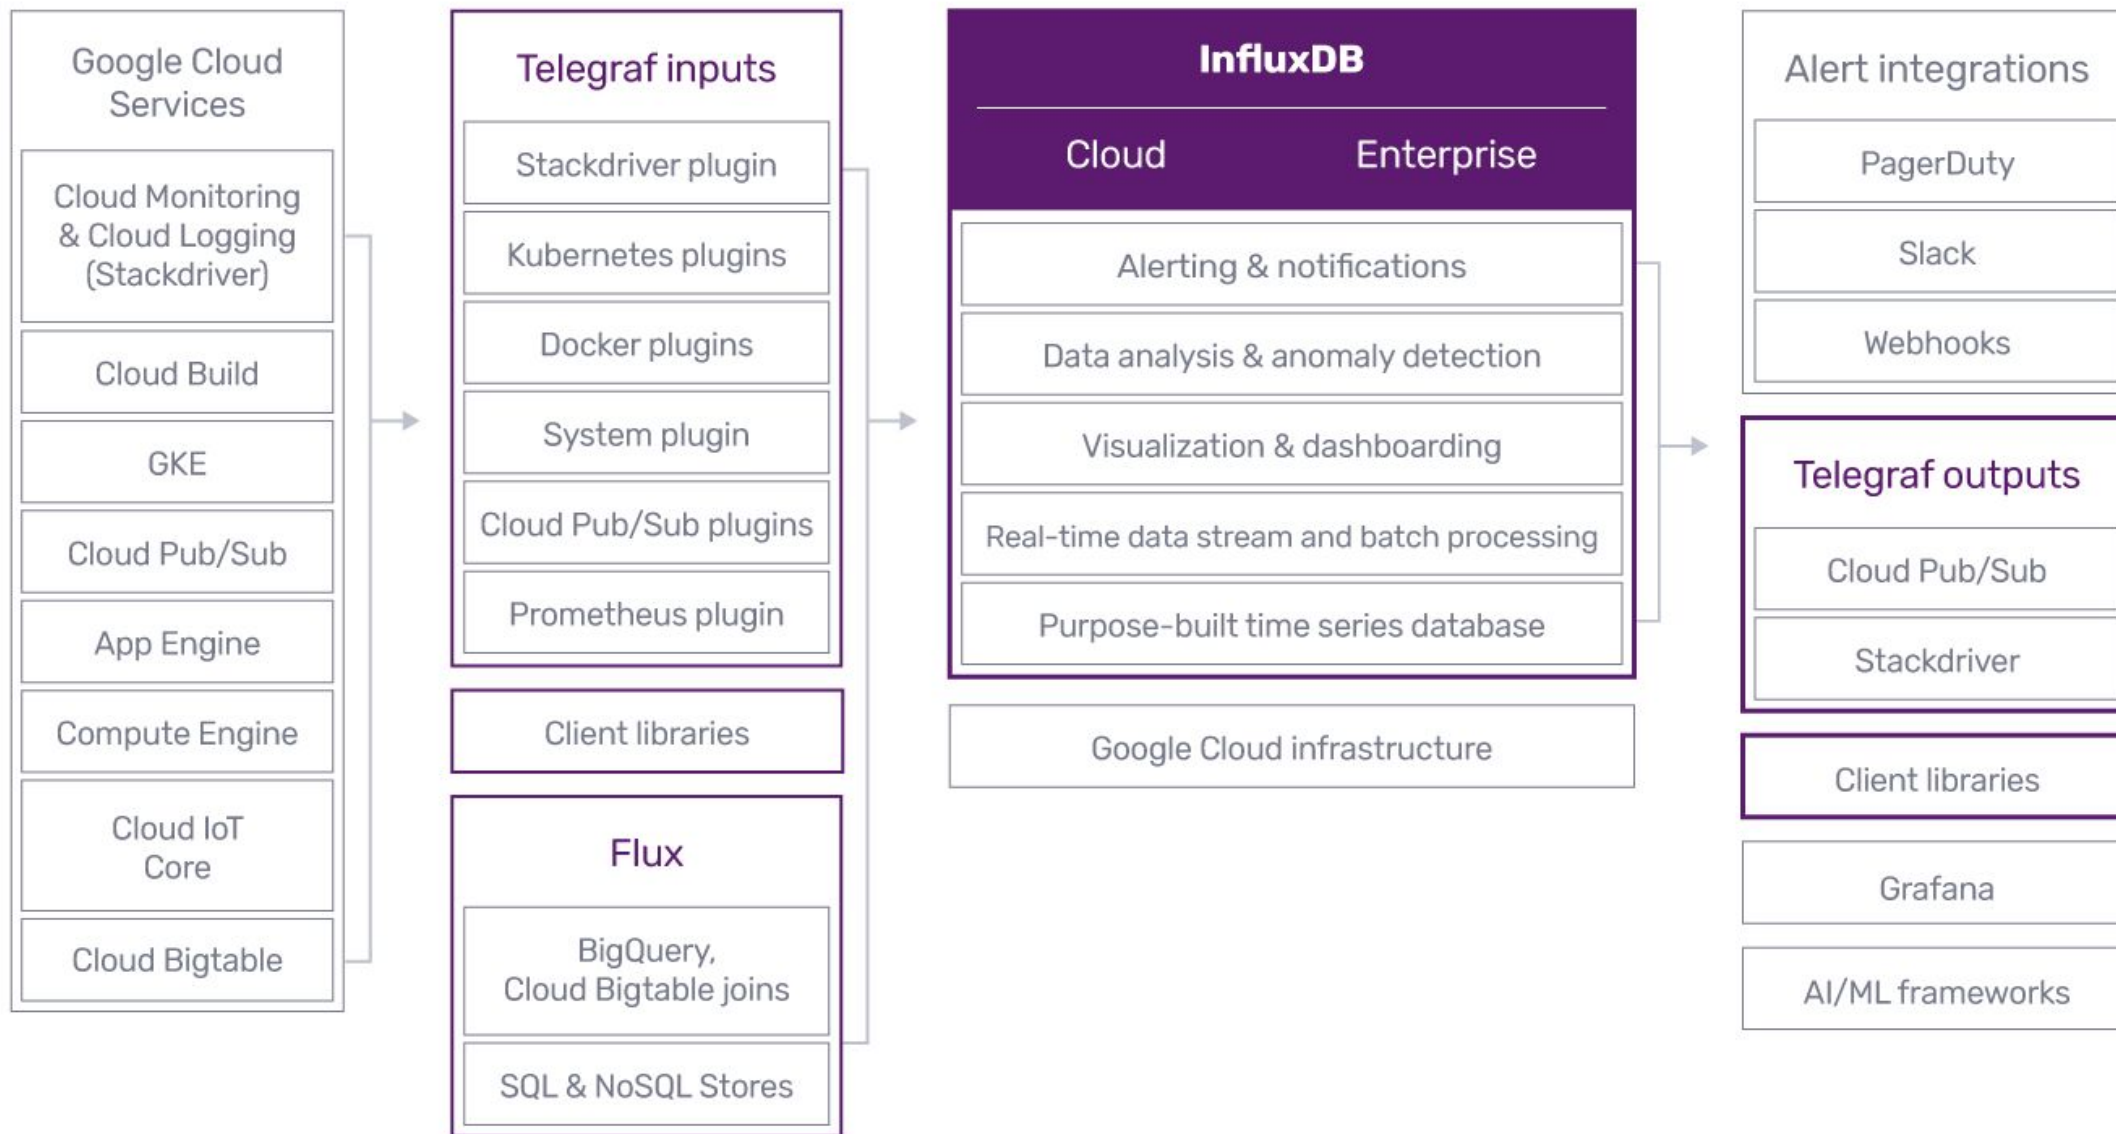 Google Cloud
Services
Cloud Monitoring
& Cloud Logging
(Stackdriver)
Cloud Build
GKE
Cloud Pub/Sub
App Engine
Compute Engine
Cloud IoT
Core
Cloud Bigtable
Telegraf inputs
Stackdriver plugin
Kubernetes plugins
Docker plugins
System plugin
Cloud Pub/Sub plugins
Prometheus plugin
Client libraries
Flux
BigQuery,
Cloud Bigtable joins
SQL & NoSQL Stores
InfluxDB
Cloud Enterprise
Alerting & notifications
Data analysis & anomaly detection
Visualization & dashboarding
Real-time data stream and batch processing
Purpose-built time series database
Google Cloud infrastructure
Alert integrations
PagerDuty
Slack
Webhooks
Telegraf outputs
Cloud Pub/Sub
Stackdriver
Client libraries
Grafana
AI/ML frameworks